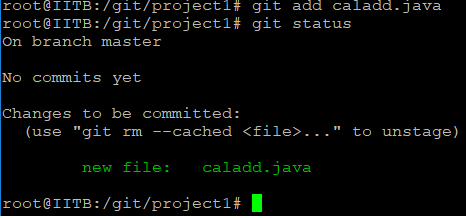 root@IITB:/git/project1# git add caladd.java
root@IITB:/git/project1# git status
On branch master
No commits yet
Changes to be committed:
(use "git rm --cached <file>..." to unstage)
new file: caladd.java
root@IITB:/git/project1#